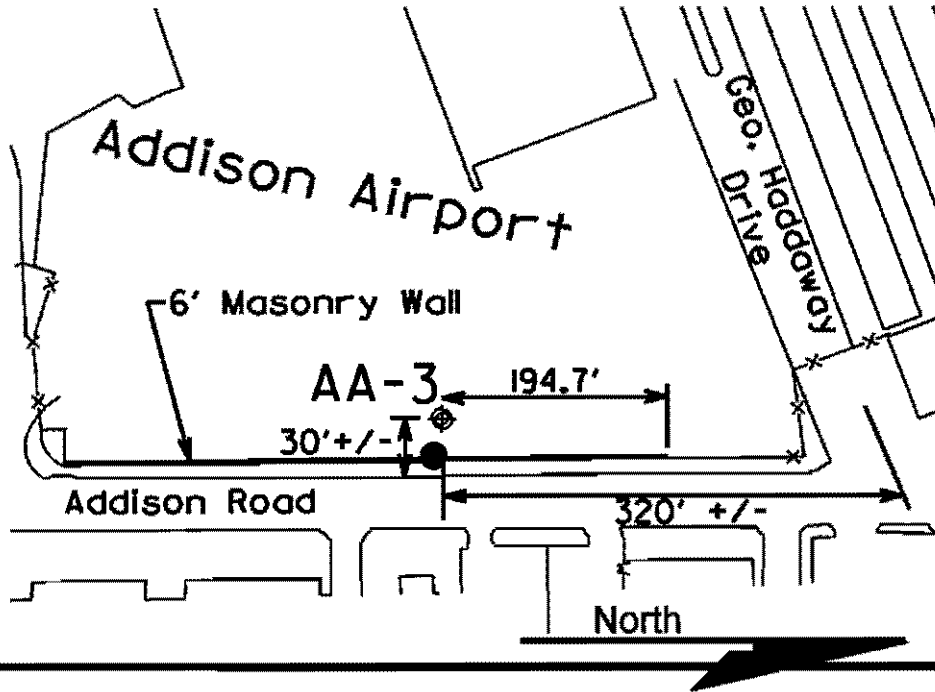 Addison Airport
Geo. Haddaway
Drive
6' Masonry Wall
AA-3
194.7'
30'+/-
Addison Road
320' +/-
North